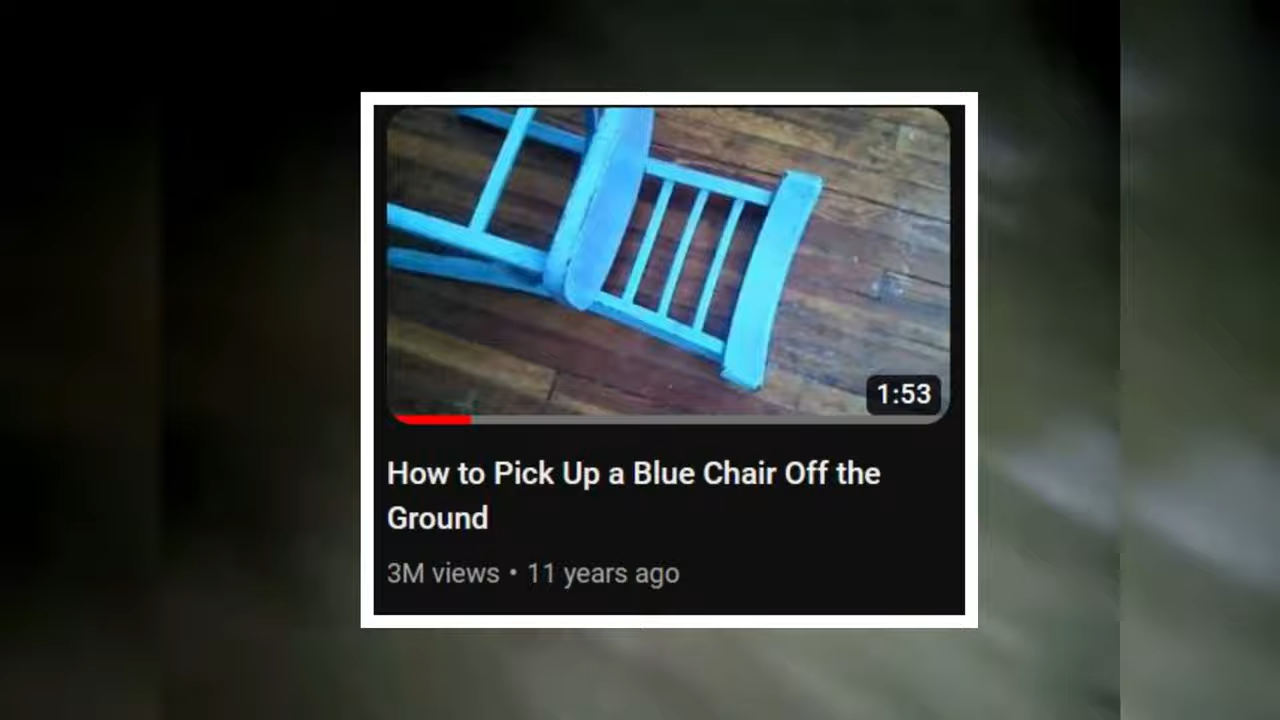 1:53
How to Pick Up a Blue Chair Off the
Ground
3M views • 11 years ago